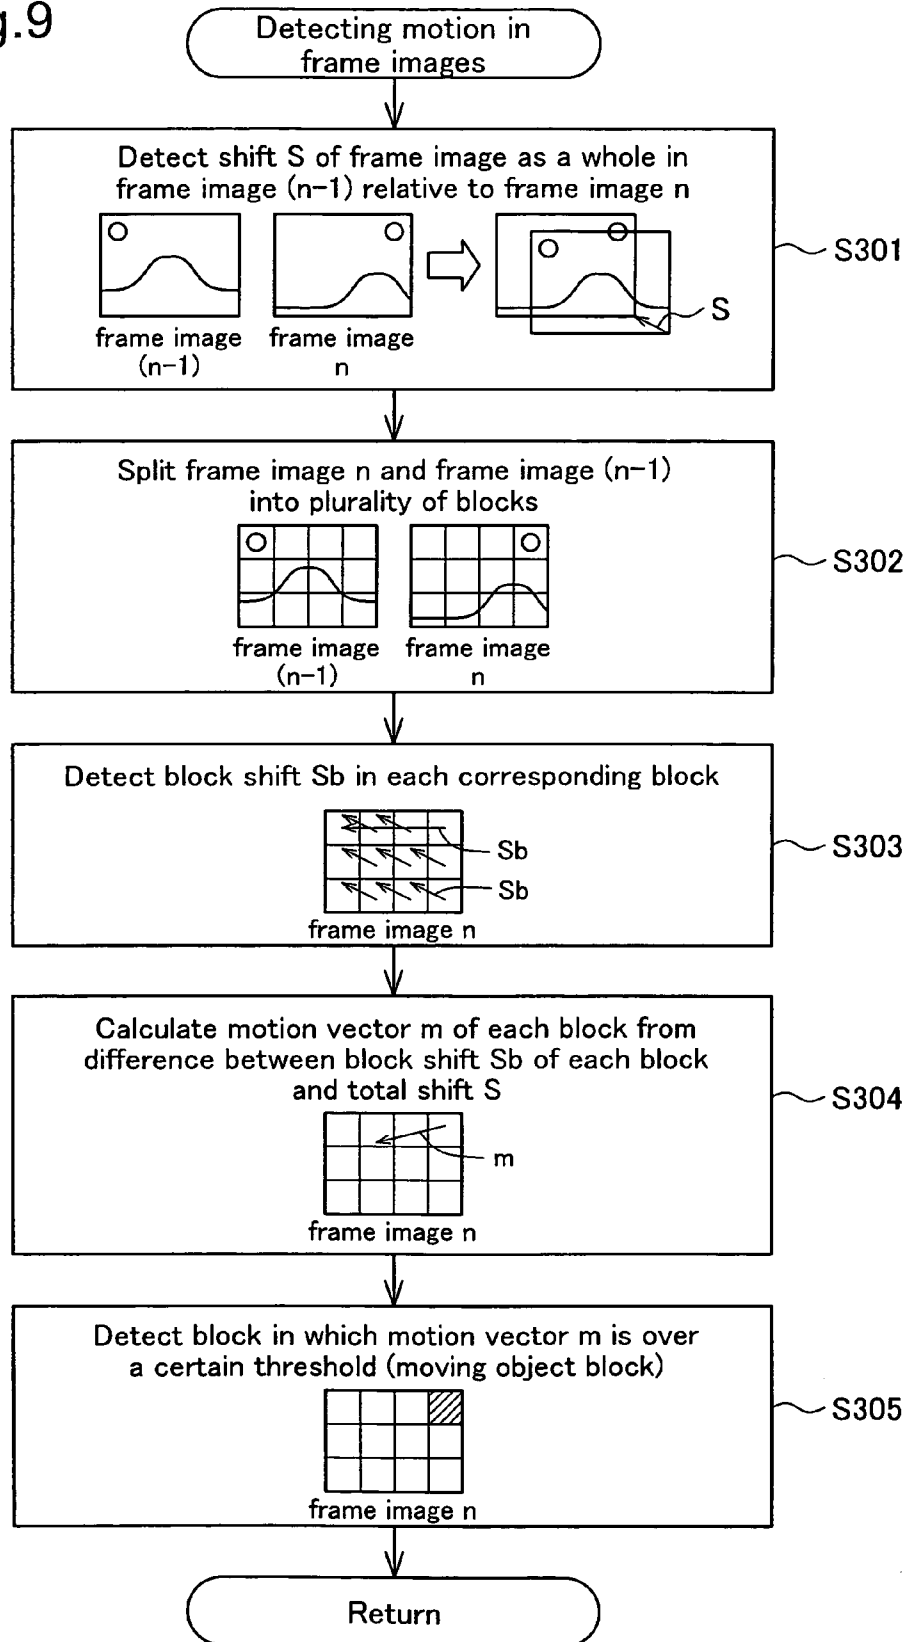 g.9
Detecting motion in
frame images
Detect shift S of frame image as a whole in
frame image (n-1) relative to frame image n
S301
S
frame image
(n-1)
frame image
n
Split frame image n and frame image (n-1)
into plurality of blocks
S302
frame image
(n-1)
frame image
n
Detect block shift Sb in each corresponding block
S303
Sb
Sb
frame image n
Calculate motion vector m of each block from
difference between block shift Sb of each block
and total shift S
S304
m
frame image n
Detect block in which motion vector m is over
a certain threshold (moving object block)
S305
frame image n
Return